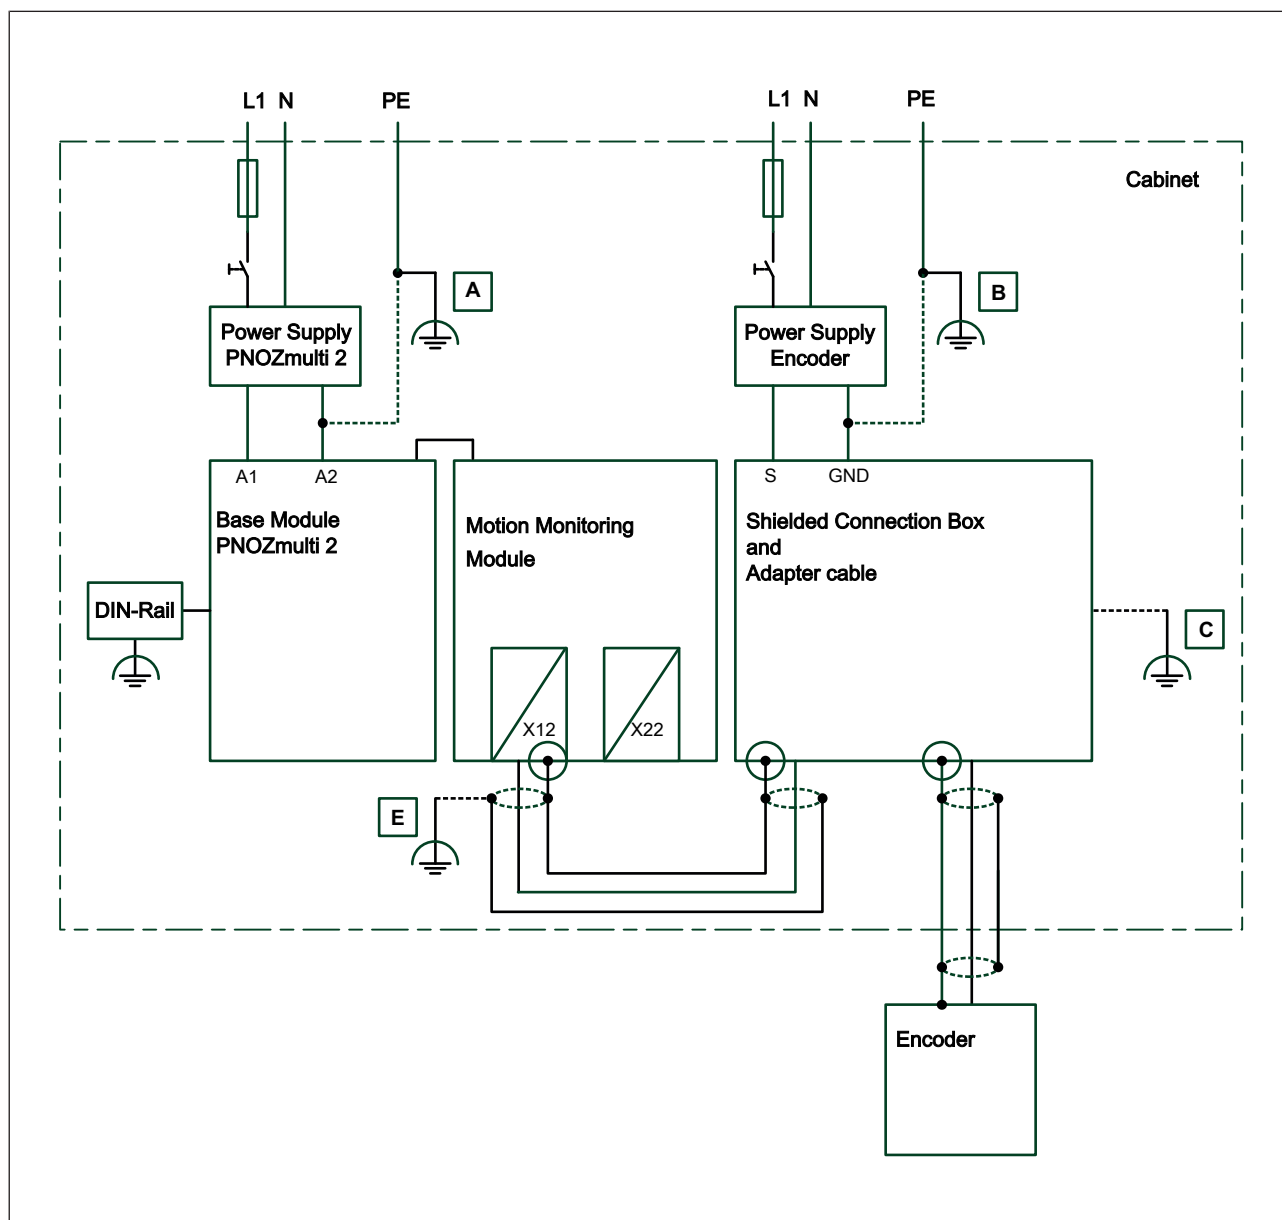 L1 N PE
L1 N PE
Cabinet
A
B
Power Supply
PNOZmulti 2
Power Supply
Encoder
A1 A2
S GND
Base Module
PNOZmulti 2
Motion Monitoring
Module
Shielded Connection Box
and
Adapter cable
DIN-Rail
C
X12
X22
E
Encoder